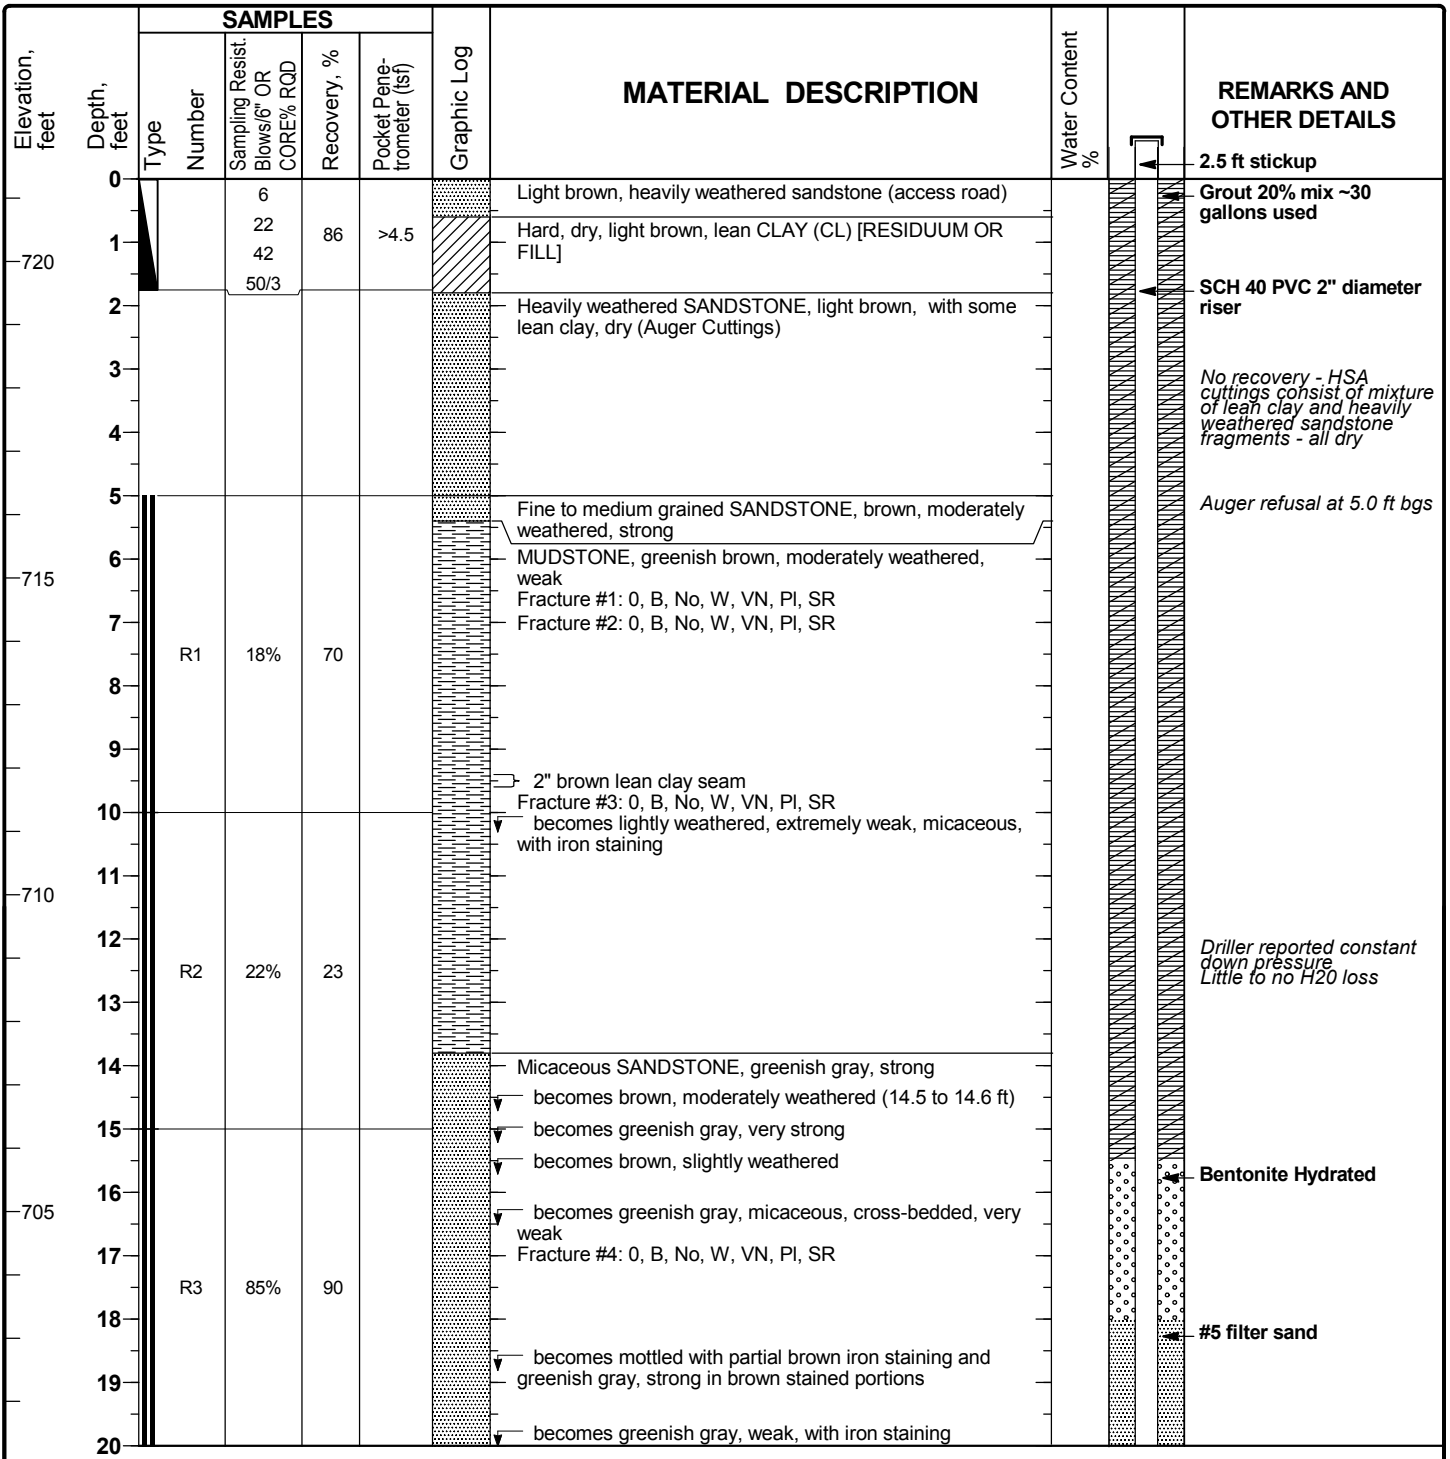 Elevation,
feet
Depth,
feet
SAMPLES
Type
Number
Sampling Resist.
Blows/6" OR
CORE% RQD
Recovery, %
Pocket Pene-
trometer (tsf)
Graphic Log
MATERIAL DESCRIPTION
Water Content
%
REMARKS AND
OTHER DETAILS
2.5 ft stickup
0
6
Light brown, heavily weathered sandstone (access road)
Grout 20% mix ~30
gallons used
22
86
>4.5
Hard, dry, light brown, lean CLAY (CL) [RESIDUUM OR
FILL]
1
42
720
50/3
SCH 40 PVC 2" diameter
riser
2
Heavily weathered SANDSTONE, light brown, with some
lean clay, dry (Auger Cuttings)
3
No recovery - HSA
cuttings consist of mixture
of lean clay and heavily
weathered sandstone
fragments - all dry
4
5
Auger refusal at 5.0 ft bgs
Fine to medium grained SANDSTONE, brown, moderately
weathered, strong
6
MUDSTONE, greenish brown, moderately weathered,
weak
715
Fracture #1: 0, B, No, W, VN, Pl, SR
7
Fracture #2: 0, B, No, W, VN, Pl, SR
R1
18%
70
8
9
2" brown lean clay seam
Fracture #3: 0, B, No, W, VN, Pl, SR
10
becomes lightly weathered, extremely weak, micaceous,
with iron staining
11
710
12
Driller reported constant
down pressure
Little to no H20 loss
R2
22%
23
13
14
Micaceous SANDSTONE, greenish gray, strong
becomes brown, moderately weathered (14.5 to 14.6 ft)
15
becomes greenish gray, very strong
becomes brown, slightly weathered
Bentonite Hydrated
16
705
becomes greenish gray, micaceous, cross-bedded, very
weak
17
Fracture #4: 0, B, No, W, VN, Pl, SR
R3
85%
90
18
#5 filter sand
becomes mottled with partial brown iron staining and
greenish gray, strong in brown stained portions
19
becomes greenish gray, weak, with iron staining
20